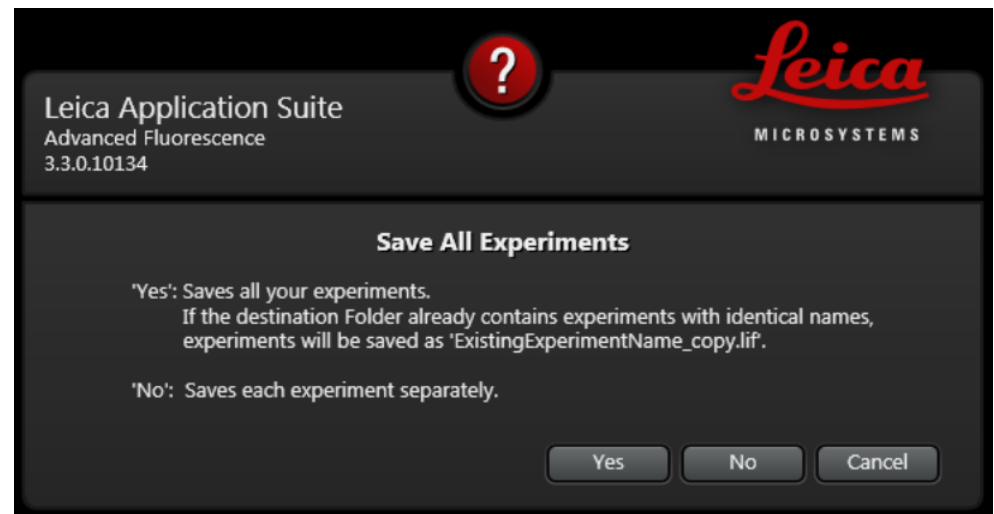 ?
Leica
MICROSYSTEMS
Leica Application Suite
Advanced Fluorescence
3.3.0.10134
Save All Experiments
'Yes': Saves all your experiments.
If the destination Folder already contains experiments with identical names,
experiments will be saved as 'ExistingExperimentName_copy.lif'.
'No': Saves each experiment separately.
Yes No Cancel